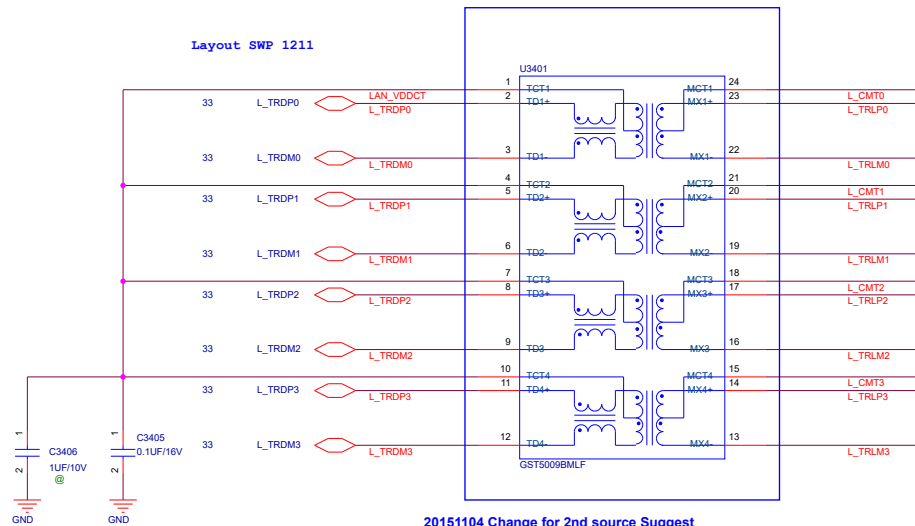 Layout SWP 1211
U3401
1 TCT1 MCT1 24
LAN_VDDCT L_CMT0
33 L_TRDP0 L_TRDP0 2 TD1+ MX1+ 23 L_TRLP0
33 L_TRDM0 L_TRDM0 3 TD1- MX1- 22 L_TRLM0
4 TCT2 MCT2 21 L_CMT1
33 L_TRDP1 L_TRDP1 5 TD2+ MX2+ 20 L_TRLP1
33 L_TRDM1 L_TRDM1 6 TD2- MX2- 19 L_TRLM1
7 TCT3 MCT3 18 L_CMT2
33 L_TRDP2 L_TRDP2 8 TD3+ MX3+ 17 L_TRLP2
33 L_TRDM2 L_TRDM2 9 TD3 MX3 16 L_TRLM2
10 TCT4 MCT4 15 L_CMT3
33 L_TRDP3 L_TRDP3 11 TD4+ MX4+ 14 L_TRLP3
33 L_TRDM3 L_TRDM3 12 TD4- MX4- 13 L_TRLM3
GST5009BMLF
1 C3406 2 1UF/10V
@
GND
1 C3405 2 0.1UF/16V
GND
20151104 Change for 2nd source Suggest